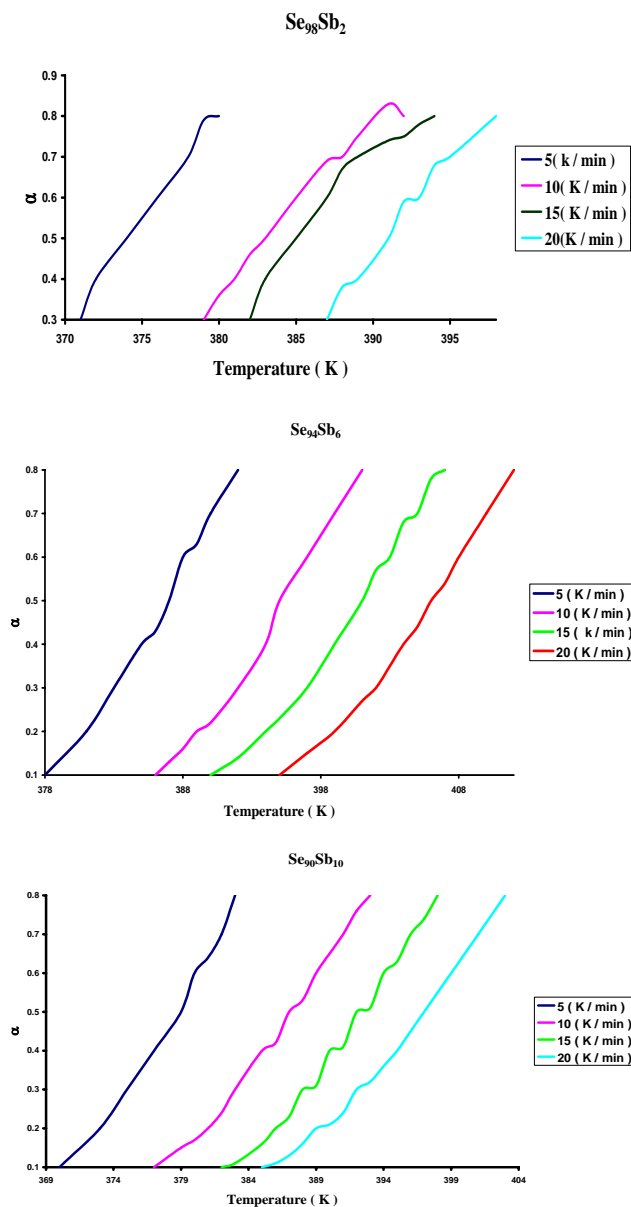 Se₉₈Sb₂
0.9
0.8
0.7
0.6
0.5
0.4
0.3
α
370 375 380 385 390 395
Temperature ( K )
5( k / min )
10( K / min )
15( K / min )
20(K / min )
Se₉₄Sb₆
0.8
0.7
0.6
0.5
0.4
0.3
0.2
0.1
α
378 388 398 408
Temperature ( K )
5 ( K / min )
10 ( K / min )
15 ( k / min )
20 ( K / min )
Se₉₀Sb₁₀
0.8
0.7
0.6
0.5
0.4
0.3
0.2
0.1
α
369 374 379 384 389 394 399 404
Temperature ( K )
5 ( K / min )
10 ( K / min )
15 ( K / min )
20 ( K / min )